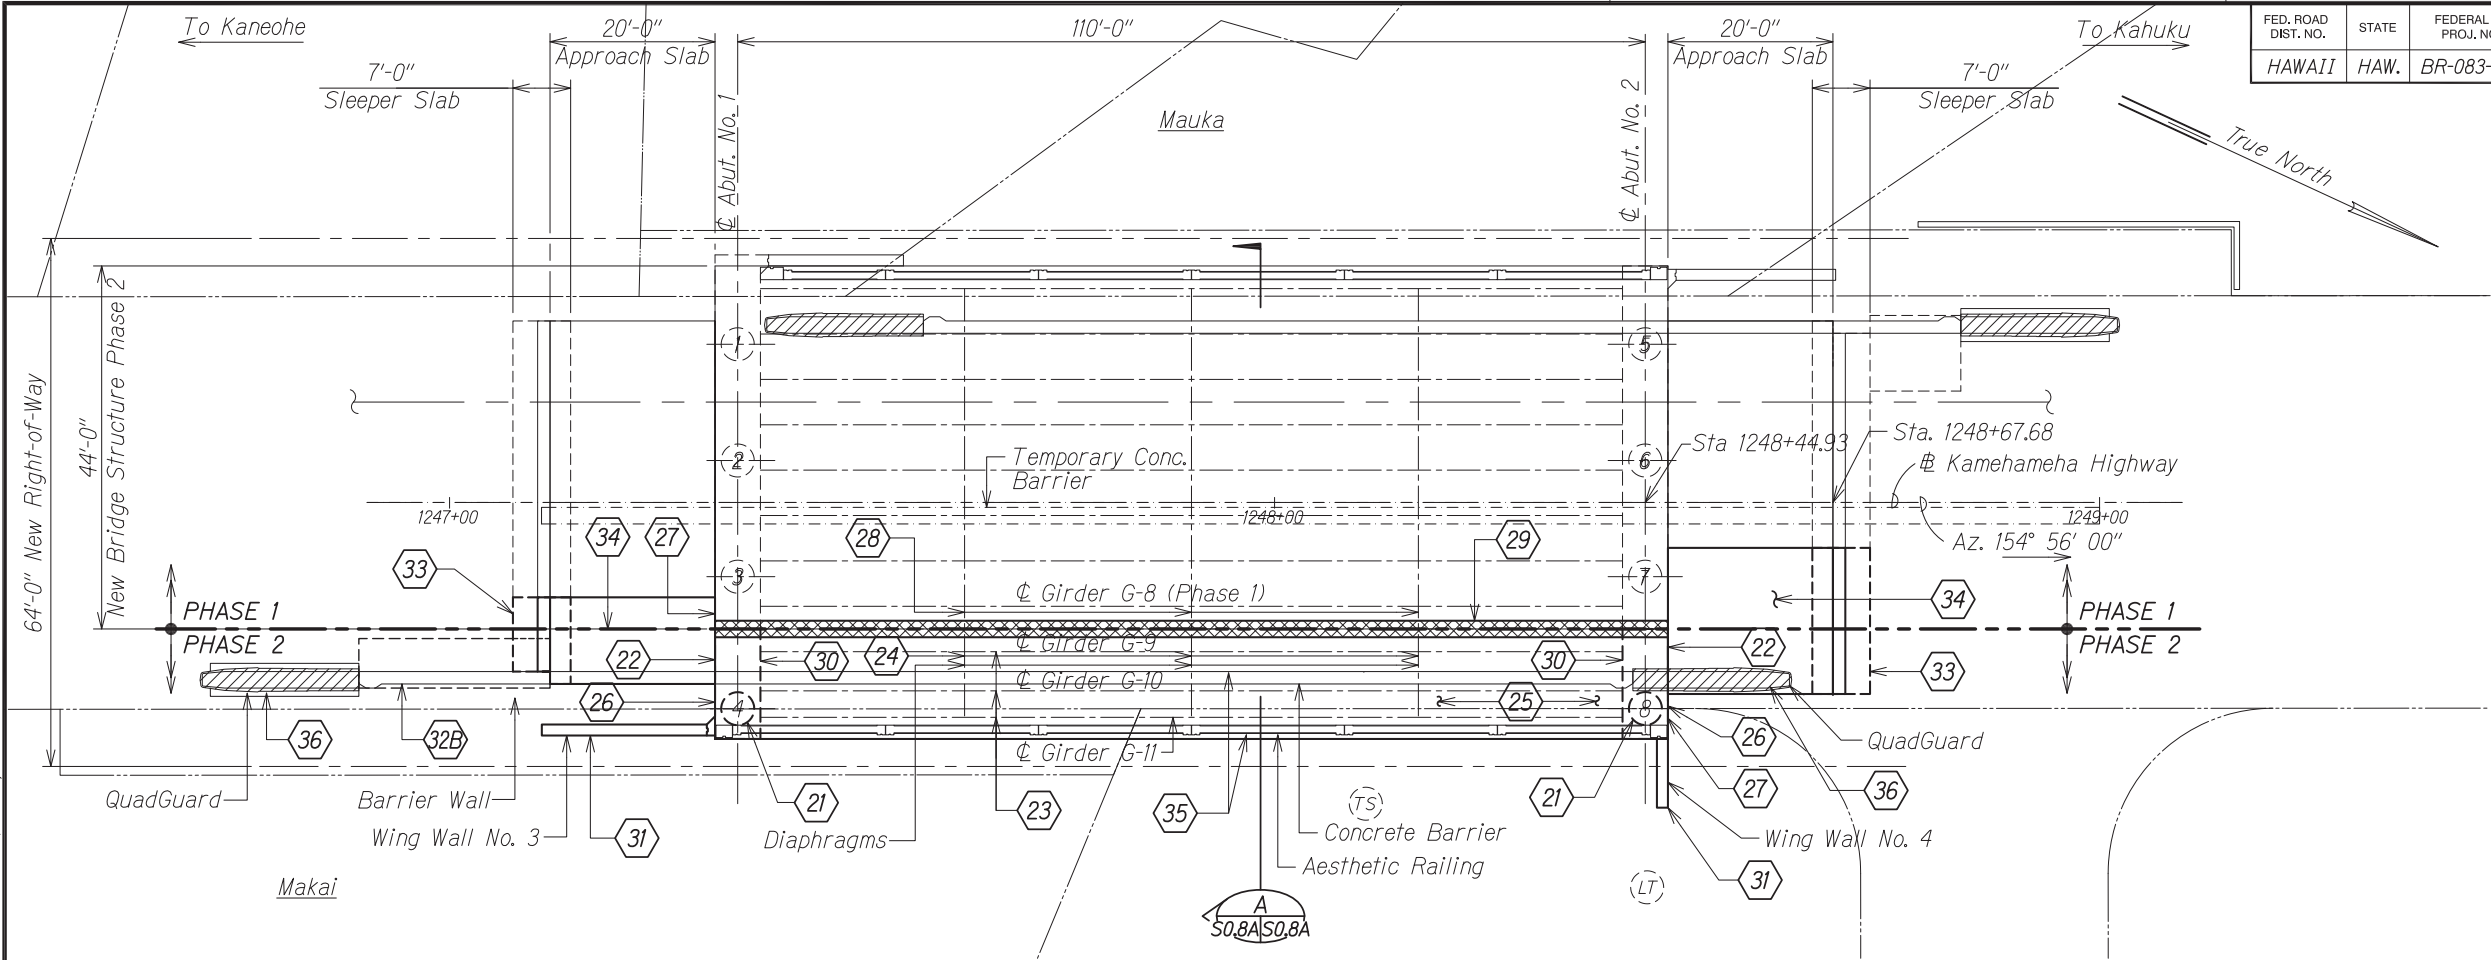 To Kaneohe
20'-0"
Approach Slab
110'-0"
20'-0"
Approach Slab
To Kahuku
FED. ROAD
DIST. NO.
STATE
FEDERAL
PROJ. NO
HAWAII
HAW.
BR-083-
7'-0"
Sleeper Slab
7'-0"
Sleeper Slab
℄ Abut. No. 1
Mauka
℄ Abut. No. 2
True North
64'-0" New Right-of-Way
44'-0"
New Bridge Structure Phase 2
1
5
2
6
Temporary Conc.
Barrier
Sta 1248+44.93
Sta. 1248+67.68
Kamehameha Highway
1247+00
1248+00
1249+00
Az. 154° 56' 00"
33
34
27
28
29
3
7
℄ Girder G-8 (Phase 1)
34
PHASE 1
PHASE 2
PHASE 1
PHASE 2
22
30
24
℄ Girder G-9
30
22
33
℄ Girder G-10
26
4
25
8
36
32B
26
QuadGuard
℄ Girder G-11
QuadGuard
Barrier Wall
21
23
35
TS
21
27
36
Wing Wall No. 3
31
Diaphragms
Concrete Barrier
Wing Wall No. 4
Aesthetic Railing
Makai
LT
31
A
S0.8A S0.8A